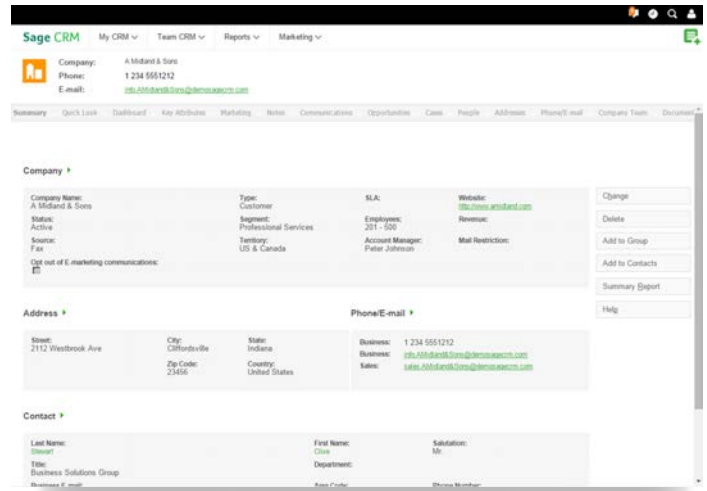 Sage CRM My CRM Team CRM Reports Marketing
Company: A Midland & Sons
Phone: 1 234 5551212
E-mail: info.AMidland&Sons@demosagecrm.com
Summary Quick Look Dashboard Key Attributes Marketing Notes Communications Opportunities Cases People Addresses Phone/E-mail Company Team Document
Company
Company Name: Type: SLA: Website:
A Midland & Sons Customer http://www.amidland.com
Status: Segment: Employees: Revenue:
Active Professional Services 201 - 500
Source: Territory: Account Manager: Mail Restriction:
Fax US & Canada Peter Johnson
Opt out of E-marketing communications:
Change
Delete
Add to Group
Add to Contacts
Summary Report
Help
Address
Street: City: State:
2112 Westbrook Ave Cliffordsville Indiana
Zip Code: Country:
23456 United States
Phone/E-mail
Business: 1 234 5551212
Business: info.AMidland&Sons@demosagecrm.com
Sales: sales.AMidland&Sons@demosagecrm.com
Contact
Last Name: First Name: Salutation:
Stewart Clive Mr.
Title: Department:
Business Solutions Group
Business E-mail: Area Code: Phone Number: